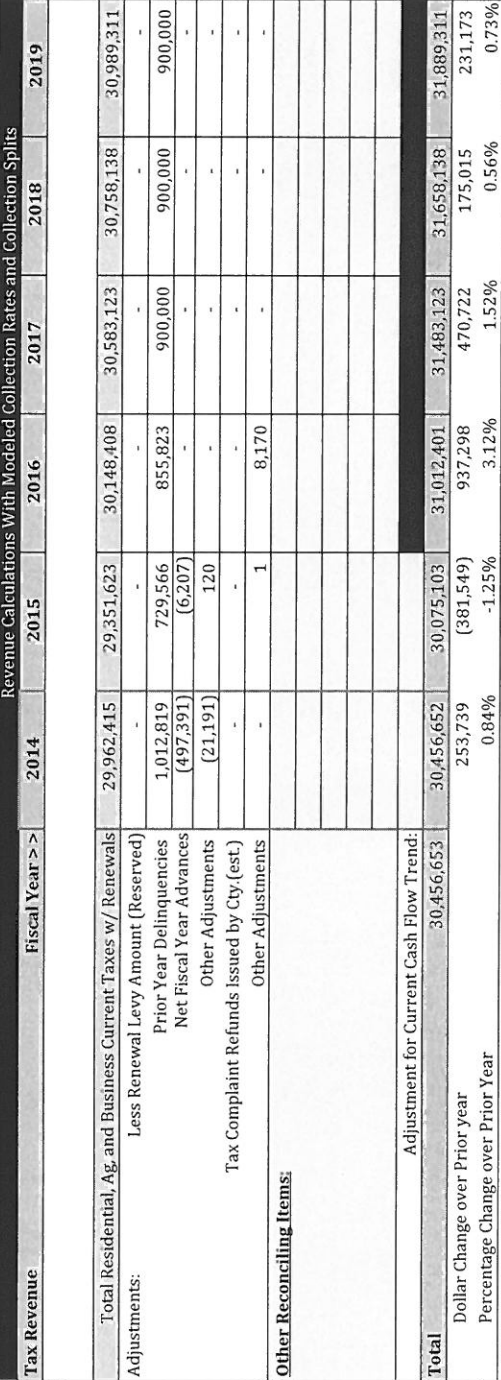 Revenue Calculations With Modeled Collection Rates and Collection Splits
Tax Revenue Fiscal Year >> 2014 2015 2016 2017 2018 2019
Total Residential, Ag, and Business Current Taxes w/ Renewals 29,962,415 29,351,623 30,148,408 30,583,123 30,758,138 30,989,311
Adjustments: Less Renewal Levy Amount (Reserved) - - - - - -
Prior Year Delinquencies 1,012,819 729,566 855,823 900,000 900,000 900,000
Net Fiscal Year Advances (497,391) (6,207) - - - -
Other Adjustments (21,191) 120 - - - -
Tax Complaint Refunds Issued by Cty.(est.) - - - - - -
Other Adjustments - 1 8,170 - - -
Other Reconciling Items:
Adjustment for Current Cash Flow Trend:
Total 30,456,653 30,456,652 30,075,103 31,012,401 31,483,123 31,658,138 31,889,311
Dollar Change over Prior year 253,739 (381,549) 937,298 470,722 175,015 231,173
Percentage Change over Prior Year 0.84% -1.25% 3.12% 1.52% 0.56% 0.73%